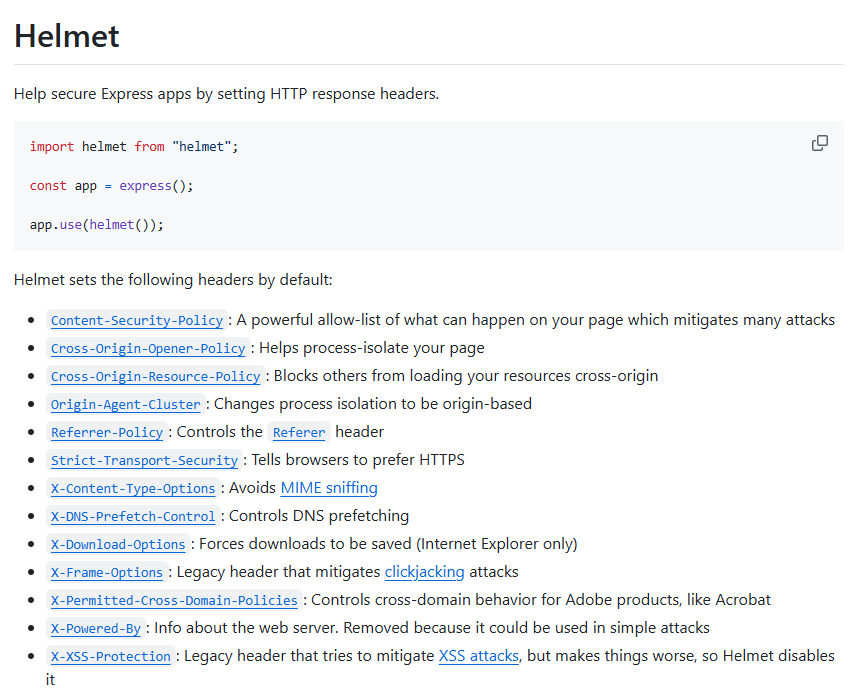 Helmet
Help secure Express apps by setting HTTP response headers.
import helmet from "helmet";
const app = express();
app.use(helmet());
Helmet sets the following headers by default:
Content-Security-Policy : A powerful allow-list of what can happen on your page which mitigates many attacks
Cross-Origin-Opener-Policy : Helps process-isolate your page
Cross-Origin-Resource-Policy : Blocks others from loading your resources cross-origin
Origin-Agent-Cluster : Changes process isolation to be origin-based
Referrer-Policy : Controls the Referer header
Strict-Transport-Security : Tells browsers to prefer HTTPS
X-Content-Type-Options : Avoids MIME sniffing
X-DNS-Prefetch-Control : Controls DNS prefetching
X-Download-Options : Forces downloads to be saved (Internet Explorer only)
X-Frame-Options : Legacy header that mitigates clickjacking attacks
X-Permitted-Cross-Domain-Policies : Controls cross-domain behavior for Adobe products, like Acrobat
X-Powered-By : Info about the web server. Removed because it could be used in simple attacks
X-XSS-Protection : Legacy header that tries to mitigate XSS attacks, but makes things worse, so Helmet disables
it